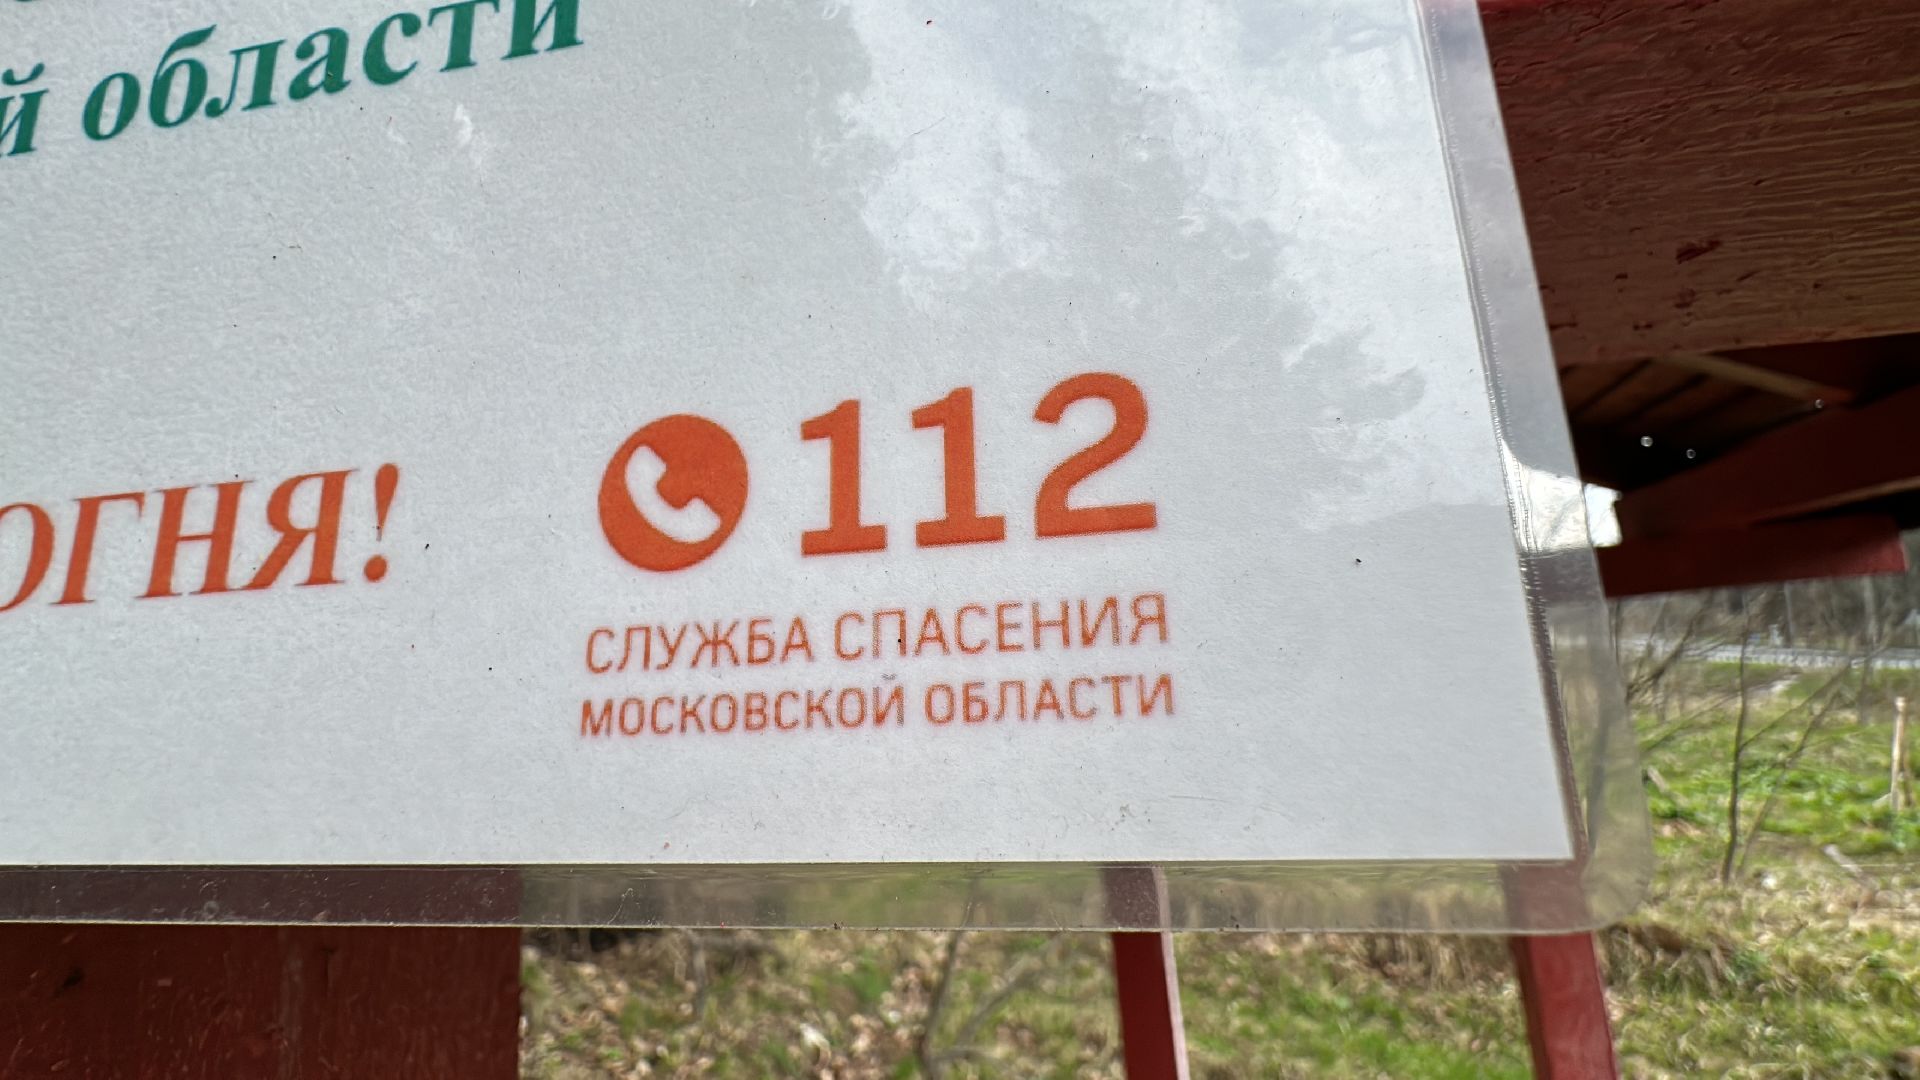 й области
ОГНЯ!
112
СЛУЖБА СПАСЕНИЯ
МОСКОВСКОЙ ОБЛАСТИ